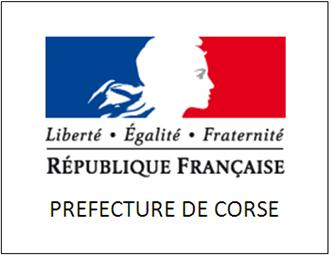 Liberté • Égalité • Fraternité
RÉPUBLIQUE FRANÇAISE
PREFECTURE DE CORSE